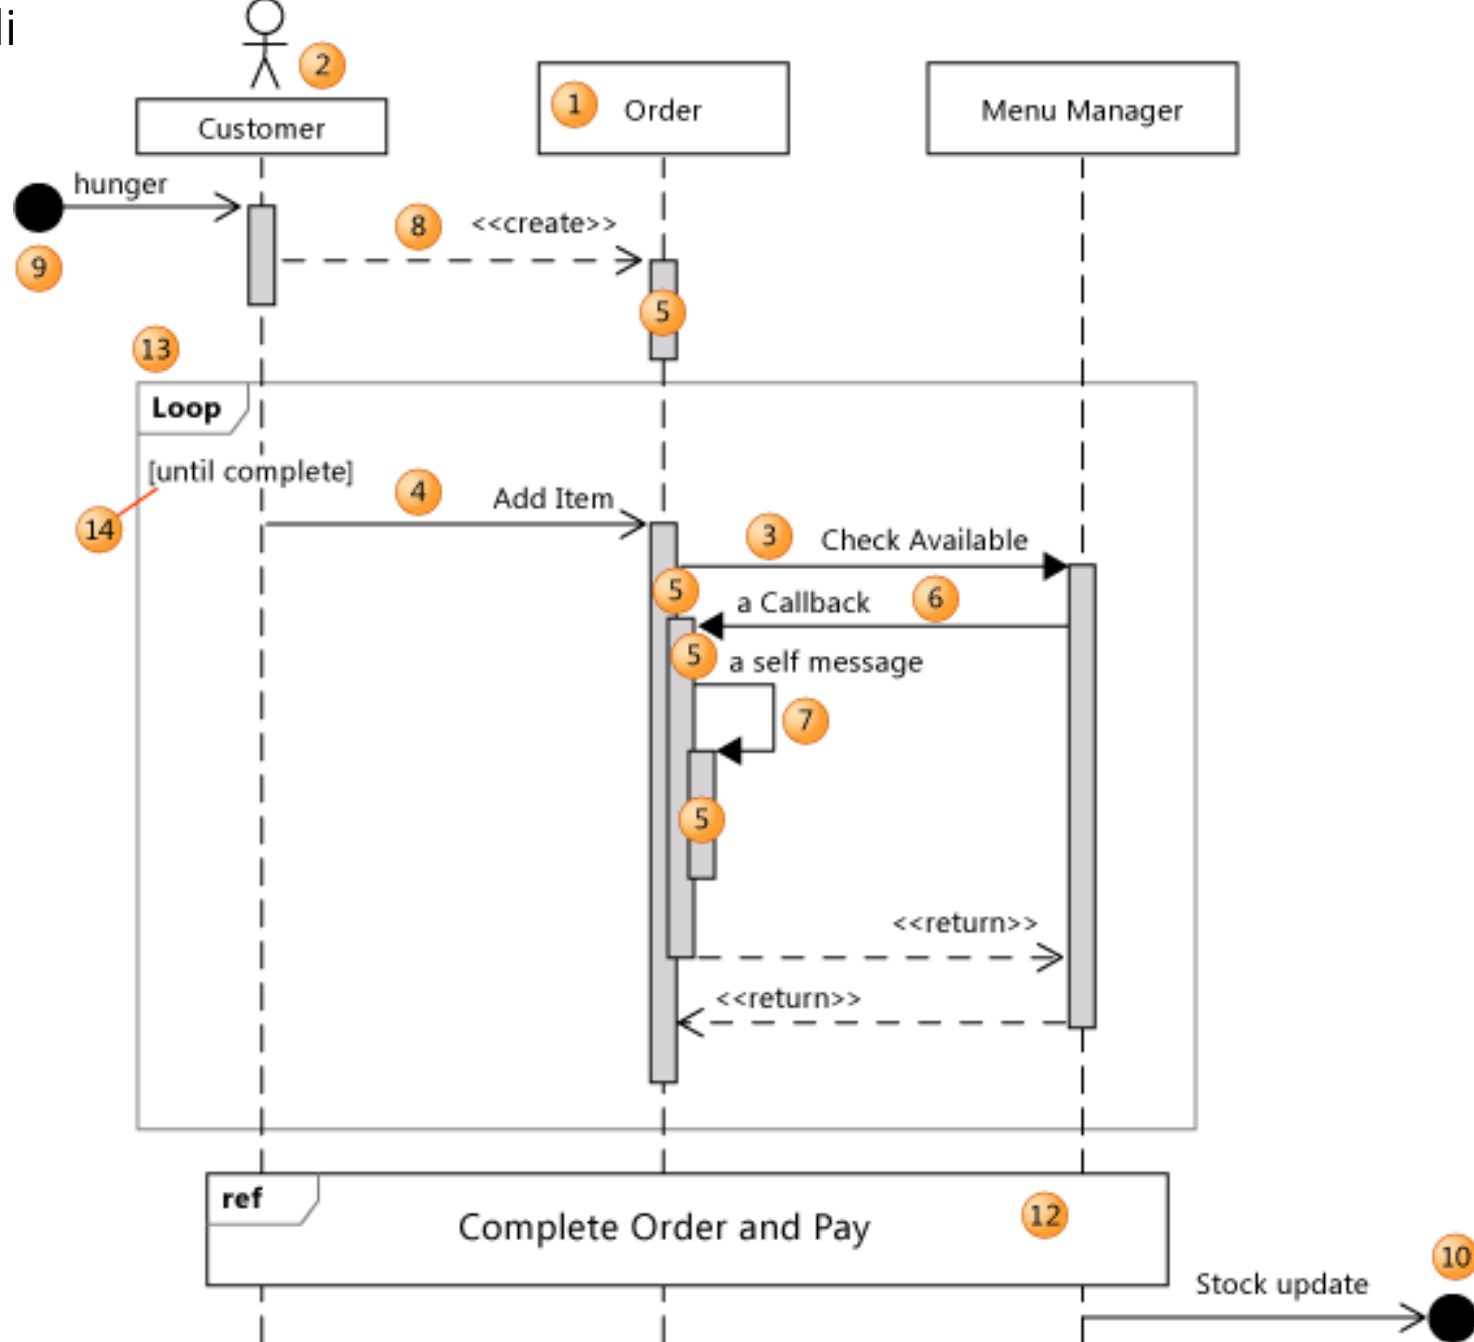 li
2
1 Order
Menu Manager
Customer
hunger
8 <<create>>
9
5
13
Loop
[until complete]
4
Add Item
14
3 Check Available
5
a Callback 6
5 a self message
7
5
<<return>>
<<return>>
ref
Complete Order and Pay
12
10
Stock update